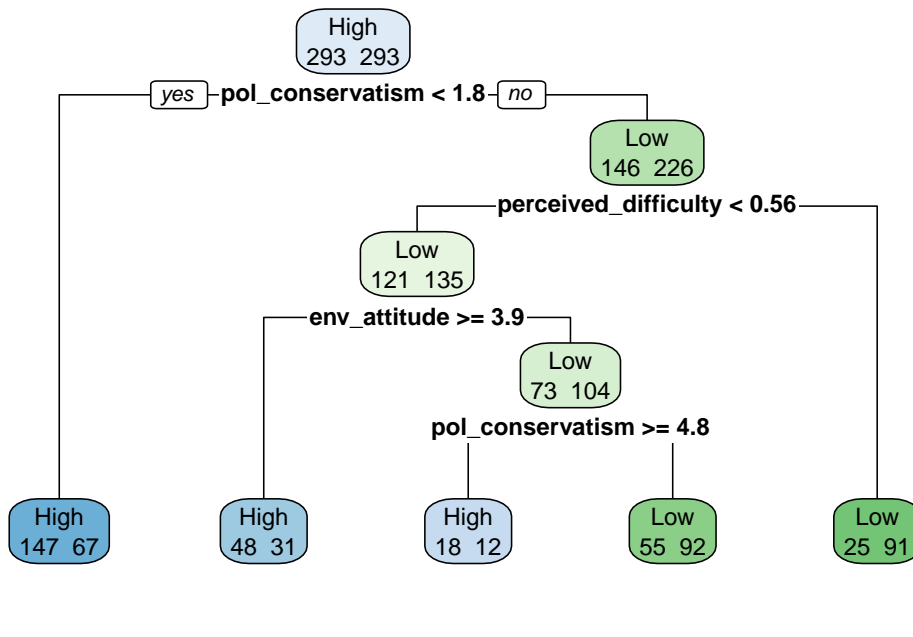 High
293 293
yes pol_conservatism < 1.8 no
Low
146 226
perceived_difficulty < 0.56
Low
121 135
env_attitude >= 3.9
Low
73 104
pol_conservatism >= 4.8
High
147 67
High
48 31
High
18 12
Low
55 92
Low
25 91